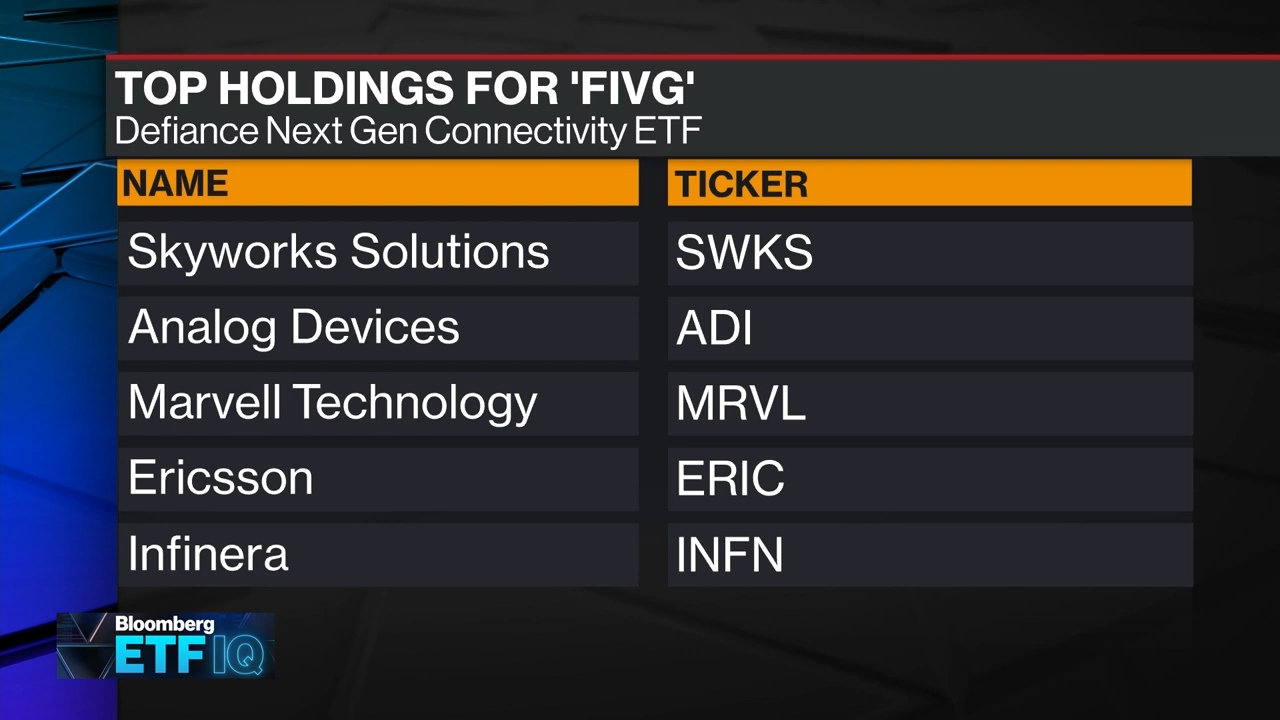 TOP HOLDINGS FOR 'FIVG'
Defiance Next Gen Connectivity ETF
NAME TICKER
Skyworks Solutions SWKS
Analog Devices ADI
Marvell Technology MRVL
Ericsson ERIC
Infinera INFN
Bloomberg
ETF IQ